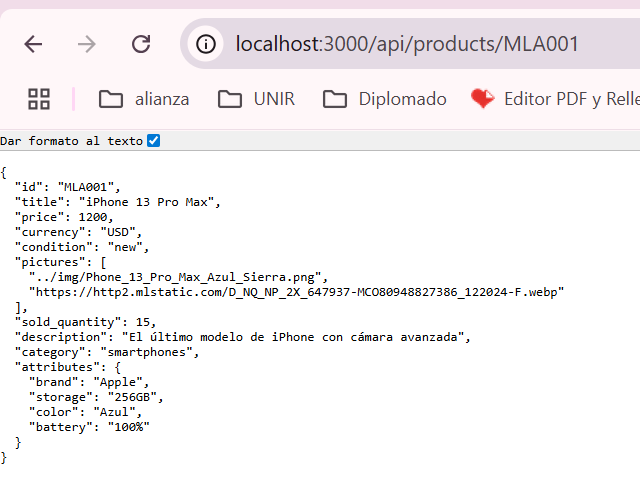 localhost:3000/api/products/MLA001
alianza UNIR Diplomado Editor PDF y Relle
Dar formato al texto
{
  "id": "MLA001",
  "title": "iPhone 13 Pro Max",
  "price": 1200,
  "currency": "USD",
  "condition": "new",
  "pictures": [
    "../img/Phone_13_Pro_Max_Azul_Sierra.png",
    "https://http2.mlstatic.com/D_NQ_NP_2X_647937-MCO80948827386_122024-F.webp"
  ],
  "sold_quantity": 15,
  "description": "El último modelo de iPhone con cámara avanzada",
  "category": "smartphones",
  "attributes": {
    "brand": "Apple",
    "storage": "256GB",
    "color": "Azul",
    "battery": "100%"
  }
}